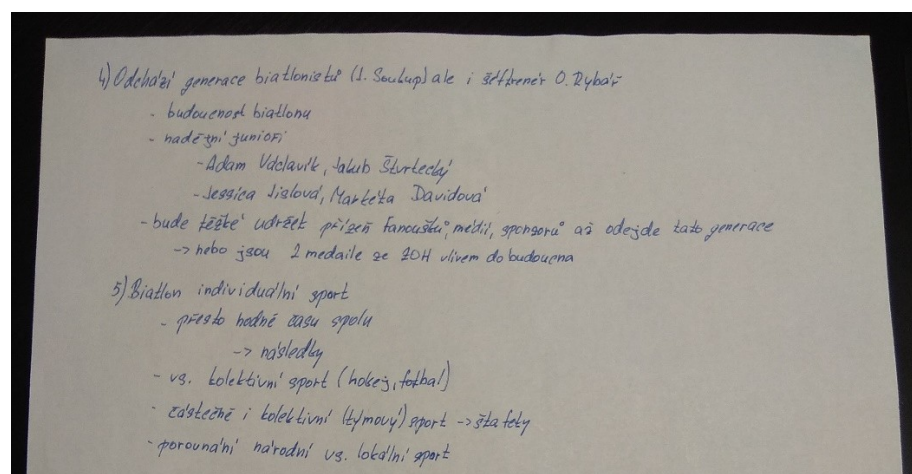 4) Odchází generace biatlonistů (J. Soukup) ale i šéftrenér O. Rybář
- budoucnost biatlonu
- nadějní junioři
- Adam Václavík, Jakub Štvrtecký
- Jessica Jislová, Markéta Davidová
- bude těžké udržet přízeň fanoušků, médií, sponzorů až odejde tato generace
-> nebo jsou 2 medaile ze ZOH vlivem do budoucna
5) Biatlon individuální sport
- přesto hodně času spolu
-> následky
- vs. kolektivní sport (hokej, fotbal)
- částečně i kolektivní (týmový) sport -> štafety
- porovnání národní vs. lokální sport